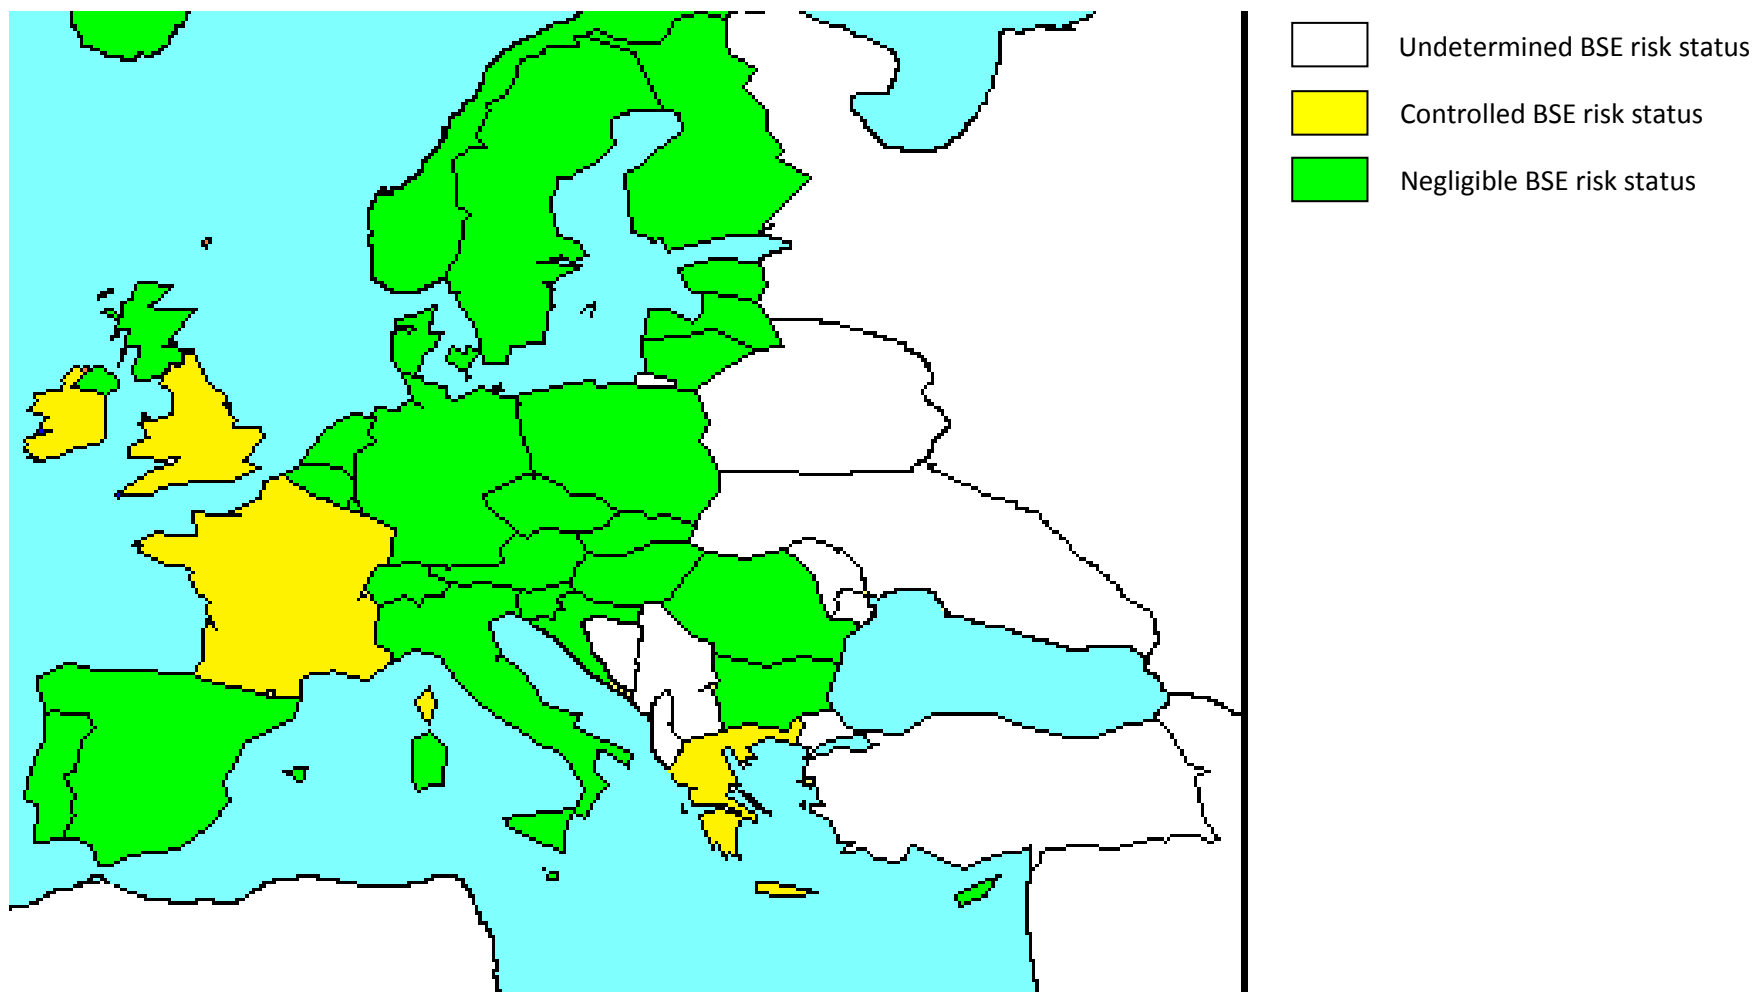 Undetermined BSE risk status
Controlled BSE risk status
Negligible BSE risk status